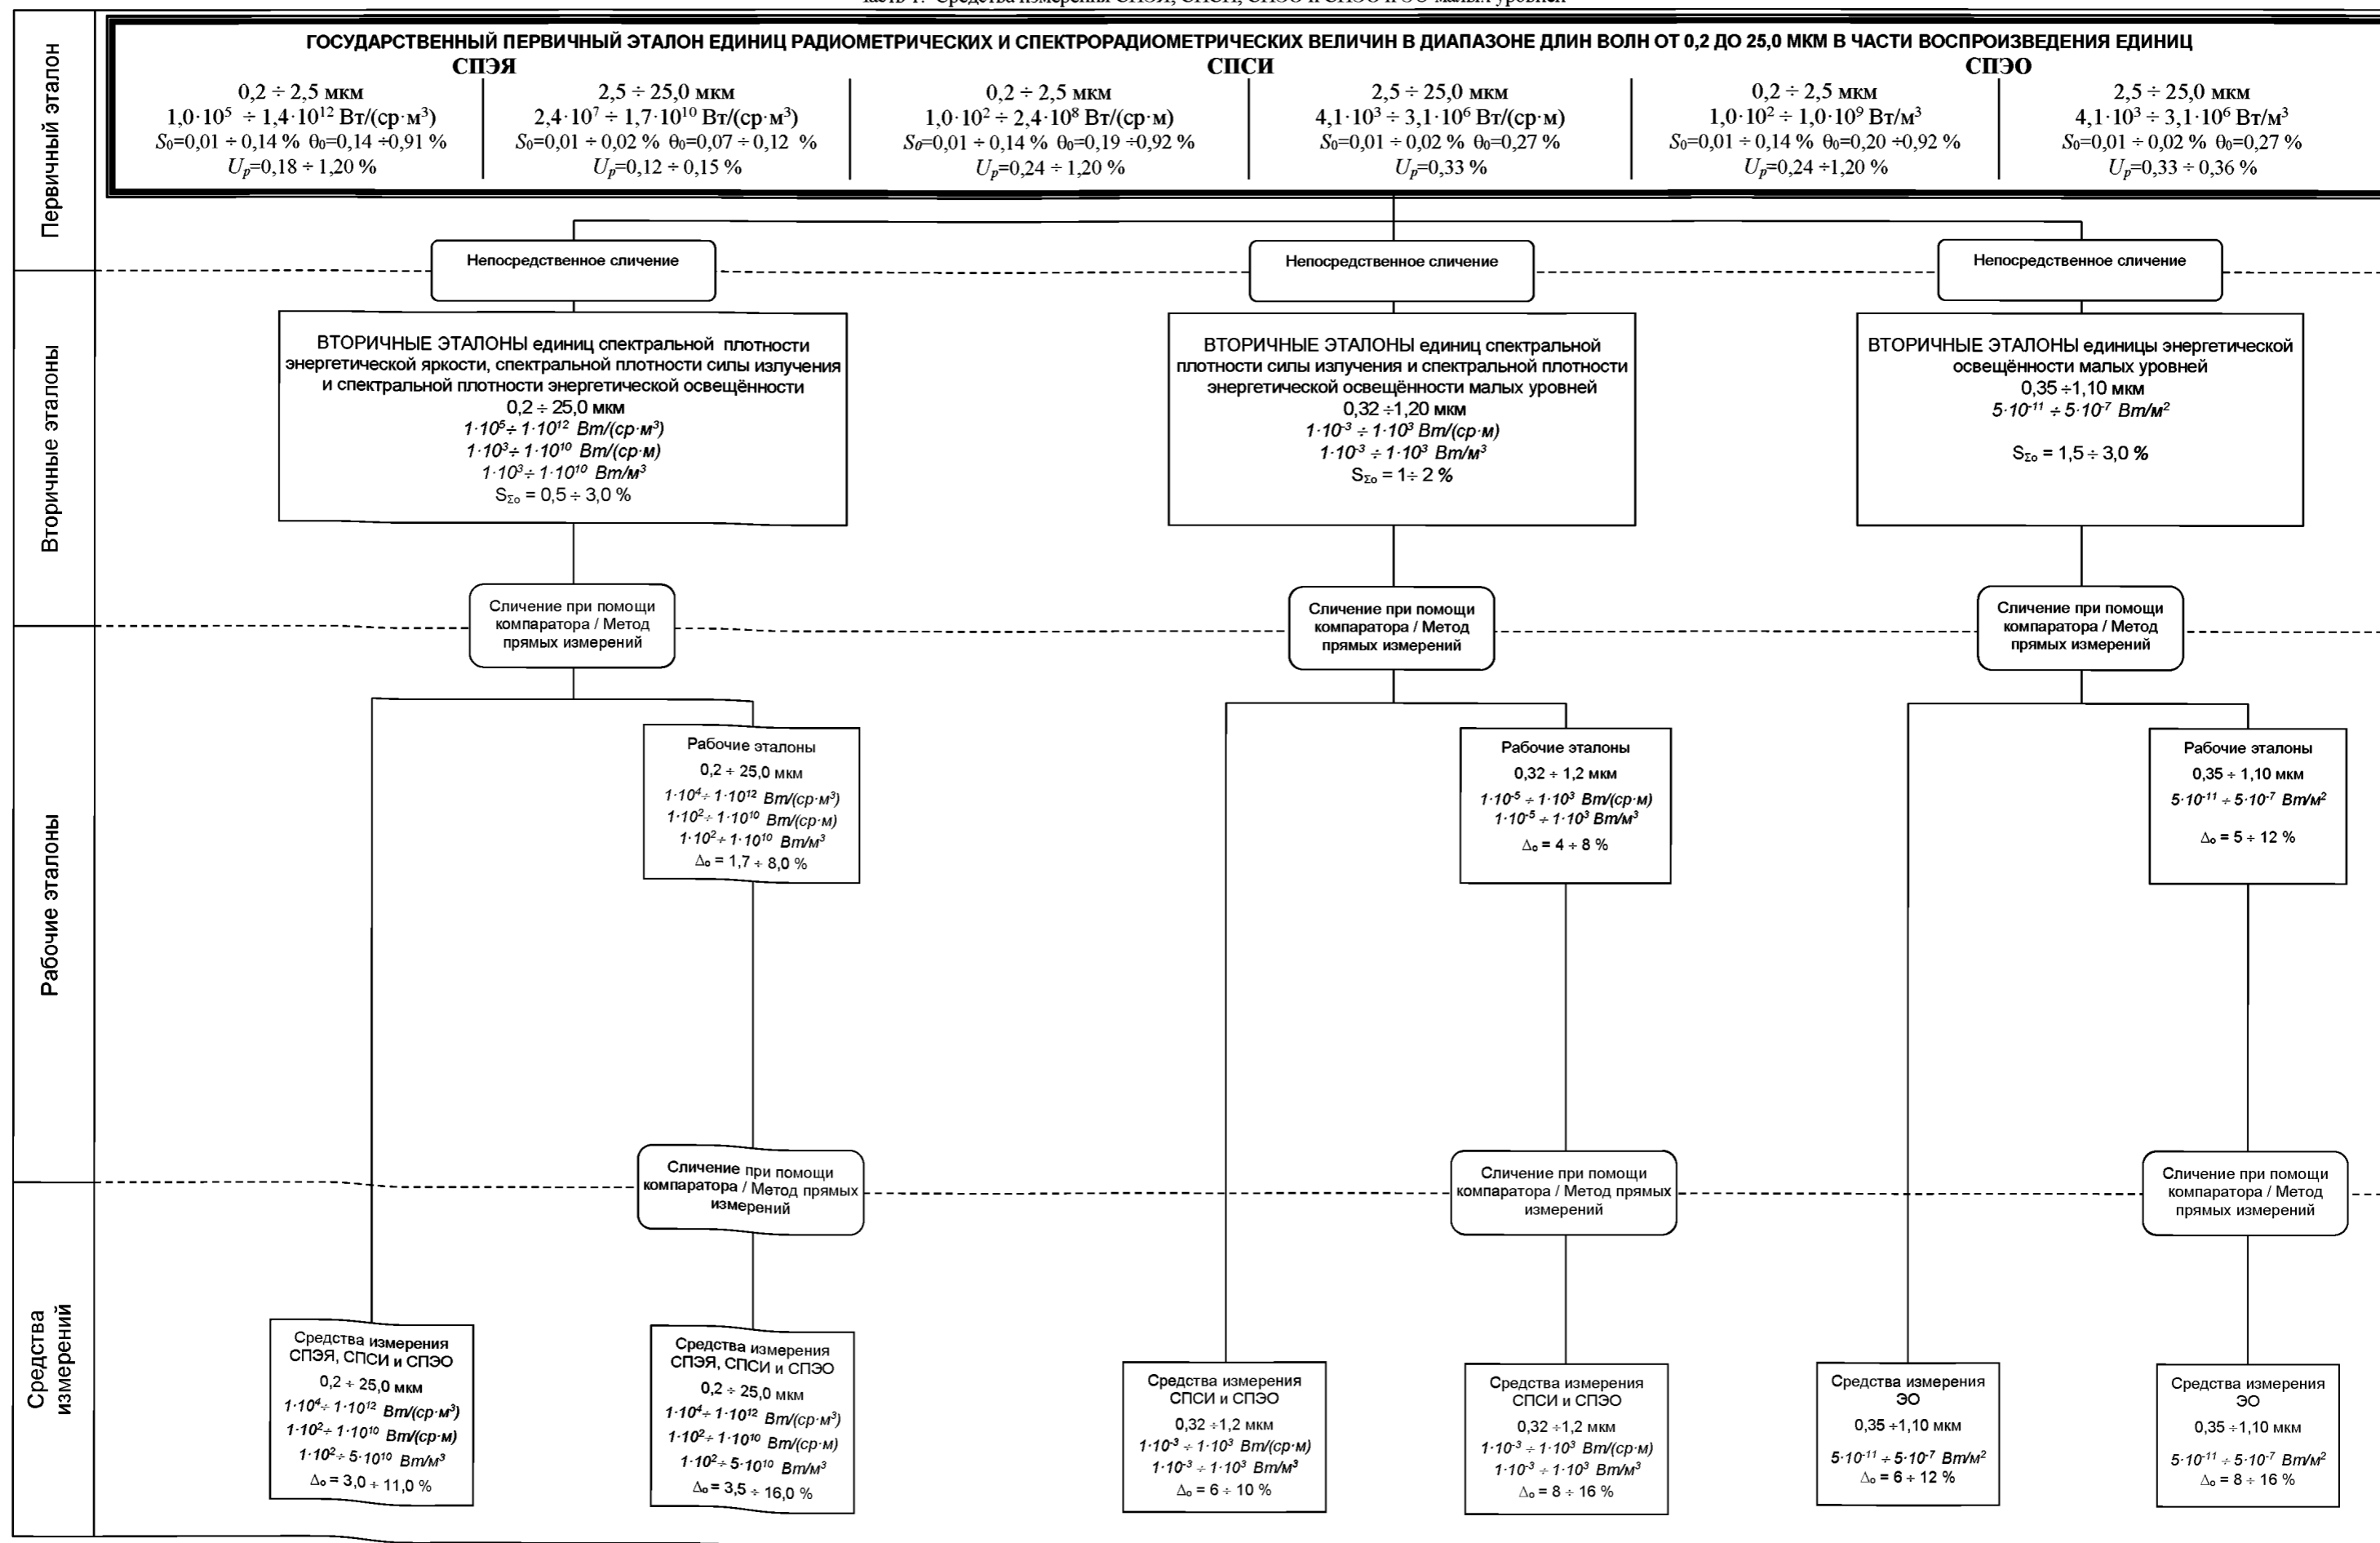 Часть 1. Средства измерения СПЭЯ, СПСИ, СПЭО и СПЭО и ЭО малых уровней
Первичный эталон
ГОСУДАРСТВЕННЫЙ ПЕРВИЧНЫЙ ЭТАЛОН ЕДИНИЦ РАДИОМЕТРИЧЕСКИХ И СПЕКТРОРАДИОМЕТРИЧЕСКИХ ВЕЛИЧИН В ДИАПАЗОНЕ ДЛИН ВОЛН ОТ 0,2 ДО 25,0 МКМ В ЧАСТИ ВОСПРОИЗВЕДЕНИЯ ЕДИНИЦ
СПЭЯ
0,2 ÷ 2,5 мкм
1,0·10⁵ ÷ 1,4·10¹² Вт/(ср·м³)
S₀=0,01 ÷ 0,14 % θ₀=0,14 ÷0,91 %
Uₚ=0,18 ÷ 1,20 %
2,5 ÷ 25,0 мкм
2,4·10⁷ ÷ 1,7·10¹⁰ Вт/(ср·м³)
S₀=0,01 ÷ 0,02 % θ₀=0,07 ÷ 0,12 %
Uₚ=0,12 ÷ 0,15 %
СПСИ
0,2 ÷ 2,5 мкм
1,0·10² ÷ 2,4·10⁸ Вт/(ср·м)
S₀=0,01 ÷ 0,14 % θ₀=0,19 ÷0,92 %
Uₚ=0,24 ÷ 1,20 %
2,5 ÷ 25,0 мкм
4,1·10³ ÷ 3,1·10⁶ Вт/(ср·м)
S₀=0,01 ÷ 0,02 % θ₀=0,27 %
Uₚ=0,33 %
СПЭО
0,2 ÷ 2,5 мкм
1,0·10² ÷ 1,0·10⁹ Вт/м³
S₀=0,01 ÷ 0,14 % θ₀=0,20 ÷0,92 %
Uₚ=0,24 ÷1,20 %
2,5 ÷ 25,0 мкм
4,1·10³ ÷ 3,1·10⁶ Вт/м³
S₀=0,01 ÷ 0,02 % θ₀=0,27 %
Uₚ=0,33 ÷ 0,36 %
Непосредственное сличение
Непосредственное сличение
Непосредственное сличение
Вторичные эталоны
ВТОРИЧНЫЕ ЭТАЛОНЫ единиц спектральной плотности
энергетической яркости, спектральной плотности силы излучения
и спектральной плотности энергетической освещённости
0,2 ÷ 25,0 мкм
1·10⁵÷ 1·10¹² Вт/(ср·м³)
1·10³÷ 1·10¹⁰ Вт/(ср·м)
1·10³÷ 1·10¹⁰ Вт/м³
S_Σo = 0,5 ÷ 3,0 %
ВТОРИЧНЫЕ ЭТАЛОНЫ единиц спектральной
плотности силы излучения и спектральной плотности
энергетической освещённости малых уровней
0,32 ÷1,20 мкм
1·10⁻³ ÷ 1·10³ Вт/(ср·м)
1·10⁻³ ÷ 1·10³ Вт/м³
S_Σo = 1÷ 2 %
ВТОРИЧНЫЕ ЭТАЛОНЫ единицы энергетической
освещённости малых уровней
0,35 ÷1,10 мкм
5·10⁻¹¹ ÷ 5·10⁻⁷ Вт/м²
S_Σo = 1,5 ÷ 3,0 %
Сличение при помощи
компаратора / Метод
прямых измерений
Сличение при помощи
компаратора / Метод
прямых измерений
Сличение при помощи
компаратора / Метод
прямых измерений
Рабочие эталоны
Рабочие эталоны
0,2 ÷ 25,0 мкм
1·10⁴÷ 1·10¹² Вт/(ср·м³)
1·10²÷ 1·10¹⁰ Вт/(ср·м)
1·10²÷ 1·10¹⁰ Вт/м³
Δₒ = 1,7 ÷ 8,0 %
Рабочие эталоны
0,32 ÷ 1,2 мкм
1·10⁻⁵ ÷ 1·10³ Вт/(ср·м)
1·10⁻⁵ ÷ 1·10³ Вт/м³
Δₒ = 4 ÷ 8 %
Рабочие эталоны
0,35 ÷ 1,10 мкм
5·10⁻¹¹ ÷ 5·10⁻⁷ Вт/м²
Δₒ = 5 ÷ 12 %
Сличение при помощи
компаратора / Метод прямых
измерений
Сличение при помощи
компаратора / Метод прямых
измерений
Сличение при помощи
компаратора / Метод
прямых измерений
Средства
измерений
Средства измерения
СПЭЯ, СПСИ и СПЭО
0,2 ÷ 25,0 мкм
1·10⁴÷ 1·10¹² Вт/(ср·м³)
1·10²÷ 1·10¹⁰ Вт/(ср·м)
1·10²÷ 5·10¹⁰ Вт/м³
Δₒ = 3,0 ÷ 11,0 %
Средства измерения
СПЭЯ, СПСИ и СПЭО
0,2 ÷ 25,0 мкм
1·10⁴÷ 1·10¹² Вт/(ср·м³)
1·10²÷ 1·10¹⁰ Вт/(ср·м)
1·10²÷ 5·10¹⁰ Вт/м³
Δₒ = 3,5 ÷ 16,0 %
Средства измерения
СПСИ и СПЭО
0,32 ÷1,2 мкм
1·10⁻³ ÷ 1·10³ Вт/(ср·м)
1·10⁻³ ÷ 1·10³ Вт/м³
Δₒ = 6 ÷ 10 %
Средства измерения
СПСИ и СПЭО
0,32 ÷1,2 мкм
1·10⁻³ ÷ 1·10³ Вт/(ср·м)
1·10⁻³ ÷ 1·10³ Вт/м³
Δₒ = 8 ÷ 16 %
Средства измерения
ЭО
0,35 ÷1,10 мкм
5·10⁻¹¹ ÷ 5·10⁻⁷ Вт/м²
Δₒ = 6 ÷ 12 %
Средства измерения
ЭО
0,35 ÷1,10 мкм
5·10⁻¹¹ ÷ 5·10⁻⁷ Вт/м²
Δₒ = 8 ÷ 16 %